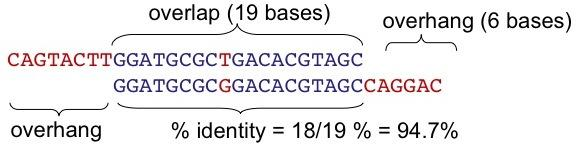 overlap (19 bases)
overhang (6 bases)
CAGTACTTGGATGCGCTGACACGTAGC
GGATGCGCGGACACGTAGCCAGGAC
overhang
% identity = 18/19 % = 94.7%